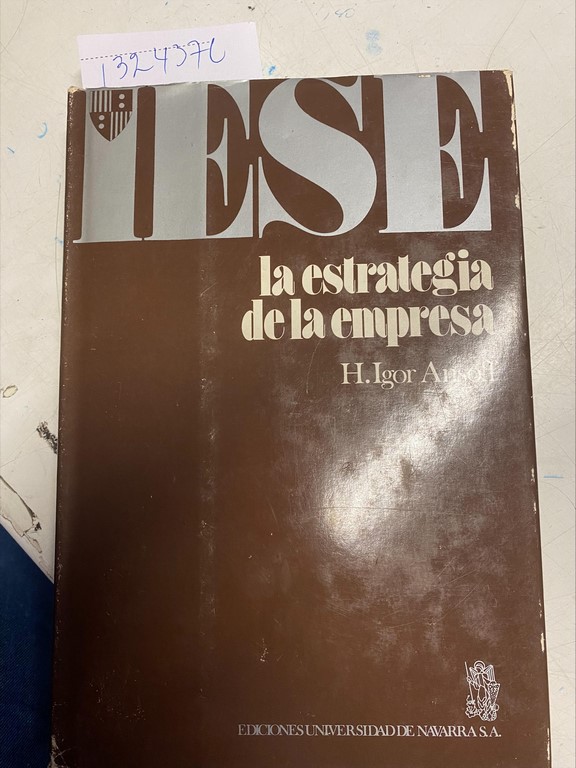 1324376
IESE
la estrategia
de la empresa
H. Igor Ansoff
EDICIONES UNIVERSIDAD DE NAVARRA S.A.